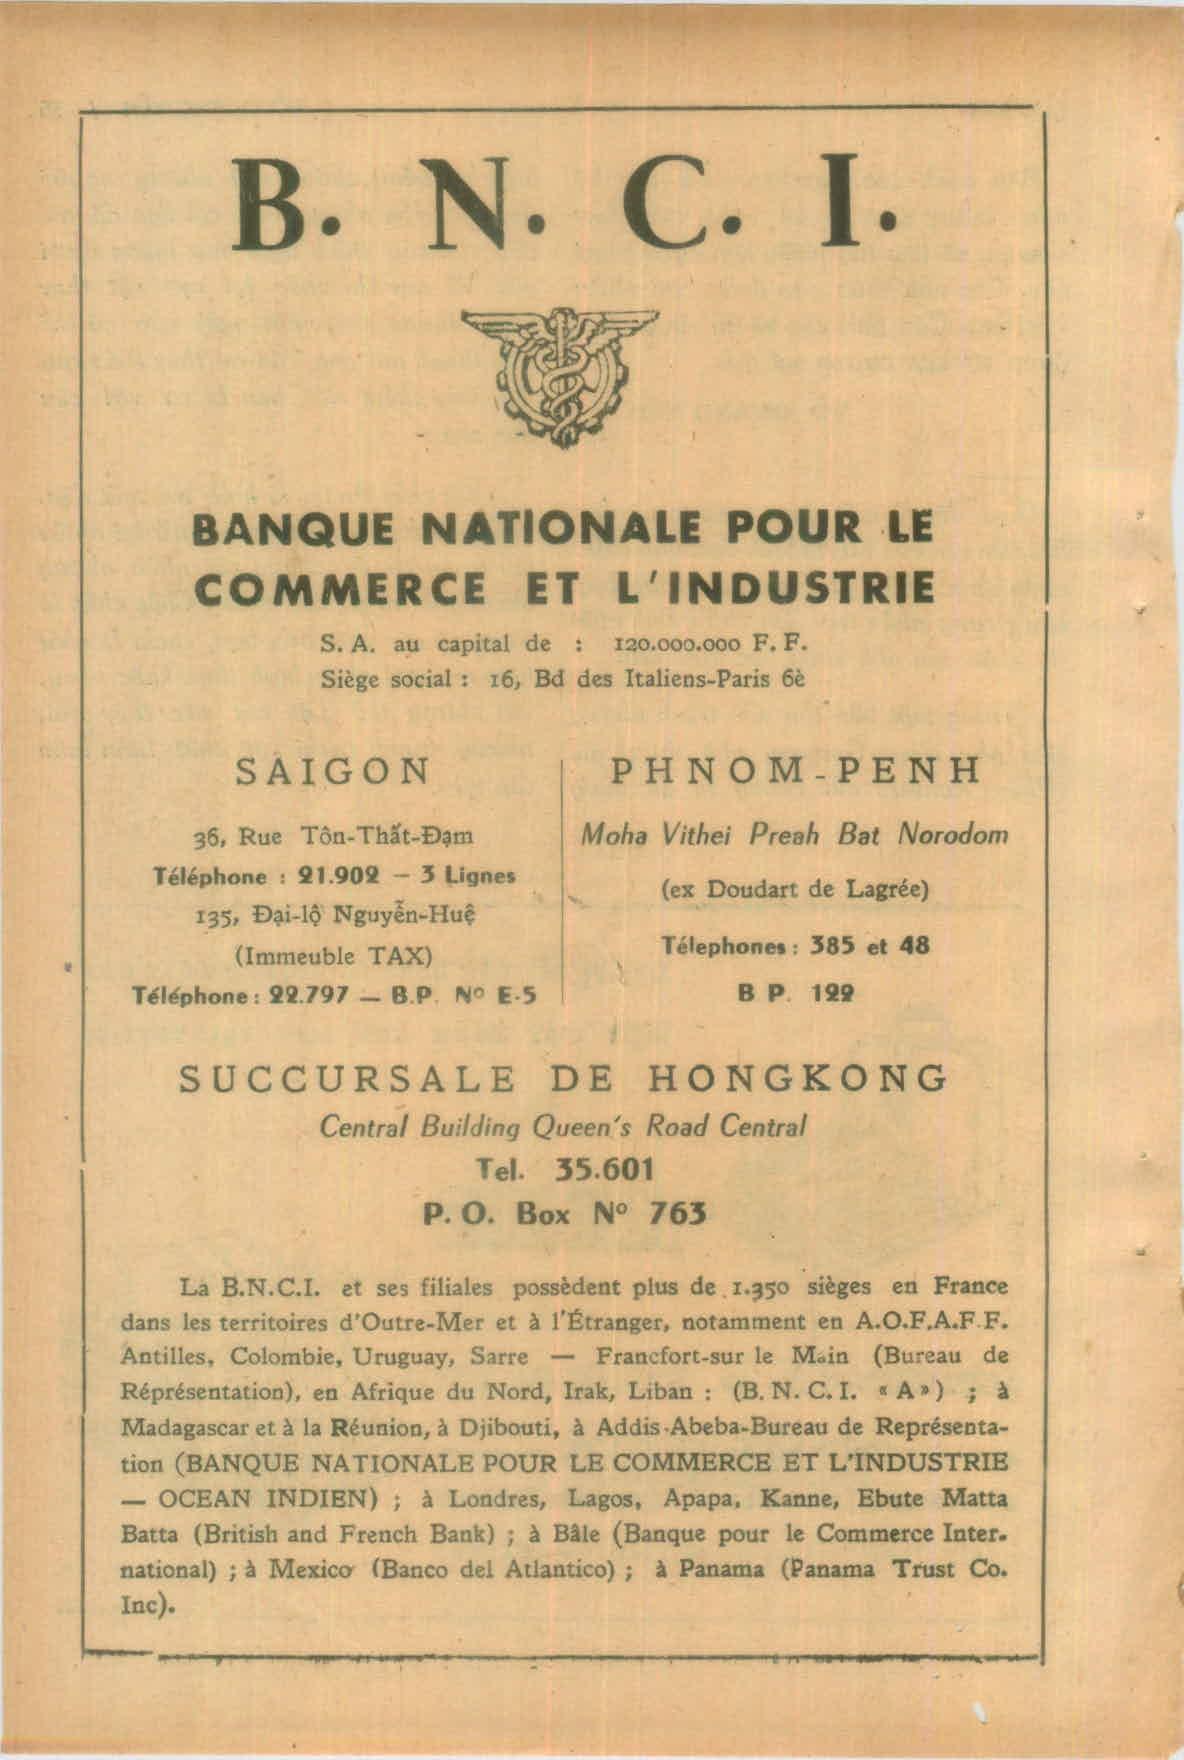 B. N. C. I.
BANQUE NATIONALE POUR LE
COMMERCE ET L'INDUSTRIE
S. A. au capital de : 120.000.000 F. F.
Siège social : 16, Bd des Italiens-Paris 6è
SAIGON
36, Rue Tôn-Thất-Đạm
Téléphone : 21.902 — 3 Lignes
135, Đại-lộ Nguyễn-Huệ
(Immeuble TAX)
Téléphone : 22.797 — B.P. Nº E-5
PHNOM-PENH
Moha Vithei Preah Bat Norodom
(ex Doudart de Lagrée)
Télephones : 385 et 48
B P. 122
SUCCURSALE DE HONGKONG
Central Building Queen's Road Central
Tel. 35.601
P. O. Box Nº 763
La B.N.C.I. et ses filiales possèdent plus de 1.350 sièges en France
dans les territoires d'Outre-Mer et à l'Étranger, notamment en A.O.F.A.F.F.
Antilles, Colombie, Uruguay, Sarre — Francfort-sur le Main (Bureau de
Réprésentation), en Afrique du Nord, Irak, Liban : (B. N. C. I. « A ») ; à
Madagascar et à la Réunion, à Djibouti, à Addis-Abeba-Bureau de Représenta-
tion (BANQUE NATIONALE POUR LE COMMERCE ET L'INDUSTRIE
— OCEAN INDIEN) ; à Londres, Lagos, Apapa, Kanne, Ebute Matta
Batta (British and French Bank) ; à Bâle (Banque pour le Commerce Inter-
national) ; à Mexico (Banco del Atlantico) ; à Panama (Panama Trust Co.
Inc).